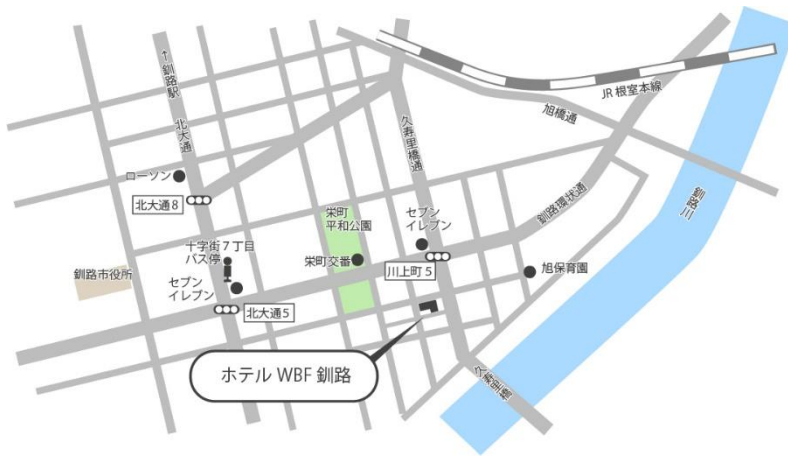 ↑釧路駅
北大通
久寿里橋通
JR根室本線
旭橋通
ローソン
北大通8
釧路環状通
釧路川
栄町
平和公園
セブン
イレブン
十字街7丁目
バス停
釧路市役所
セブン
イレブン
栄町交番
川上町5
旭保育園
北大通5
ホテル WBF 釧路
久寿里橋